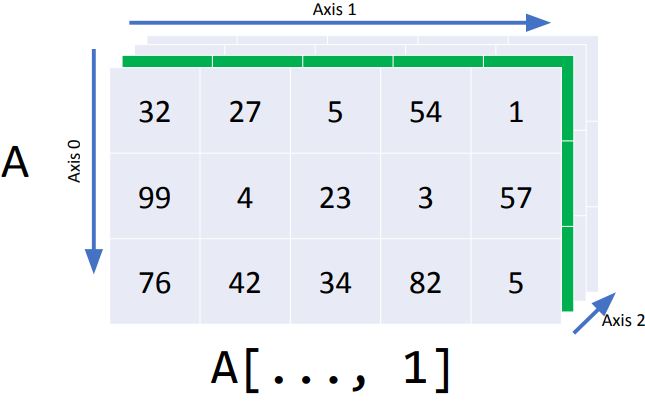 Axis 1
A
Axis 0
32 27 5 54 1
99 4 23 3 57
76 42 34 82 5
Axis 2
A[..., 1]